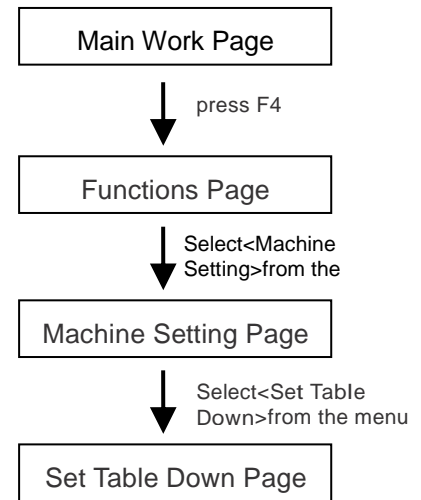 Main Work Page
press F4
Functions Page
Select<Machine
Setting>from the
Machine Setting Page
Select<Set Table
Down>from the menu
Set Table Down Page